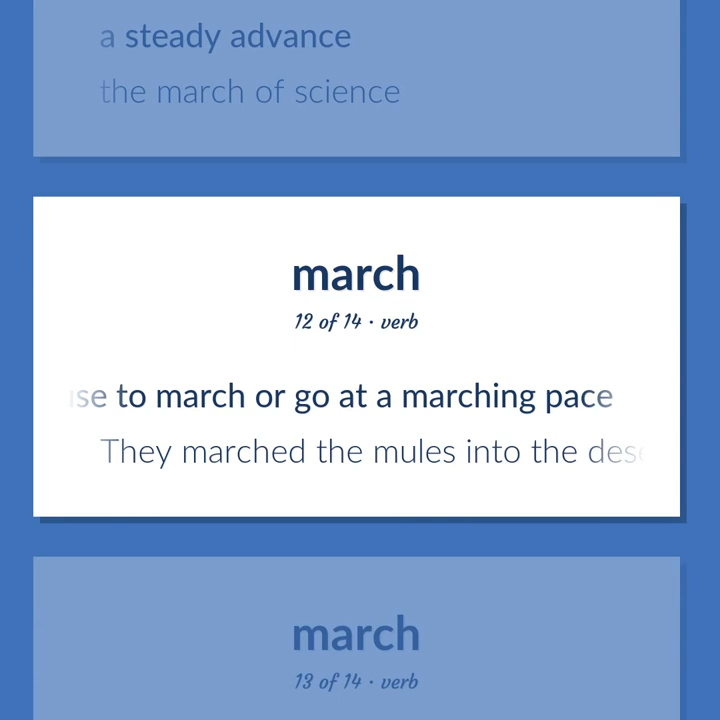 a steady advance
the march of science
march
12 of 14 · verb
to march or go at a marching pace
They marched the mules into the
march
13 of 14 · verb